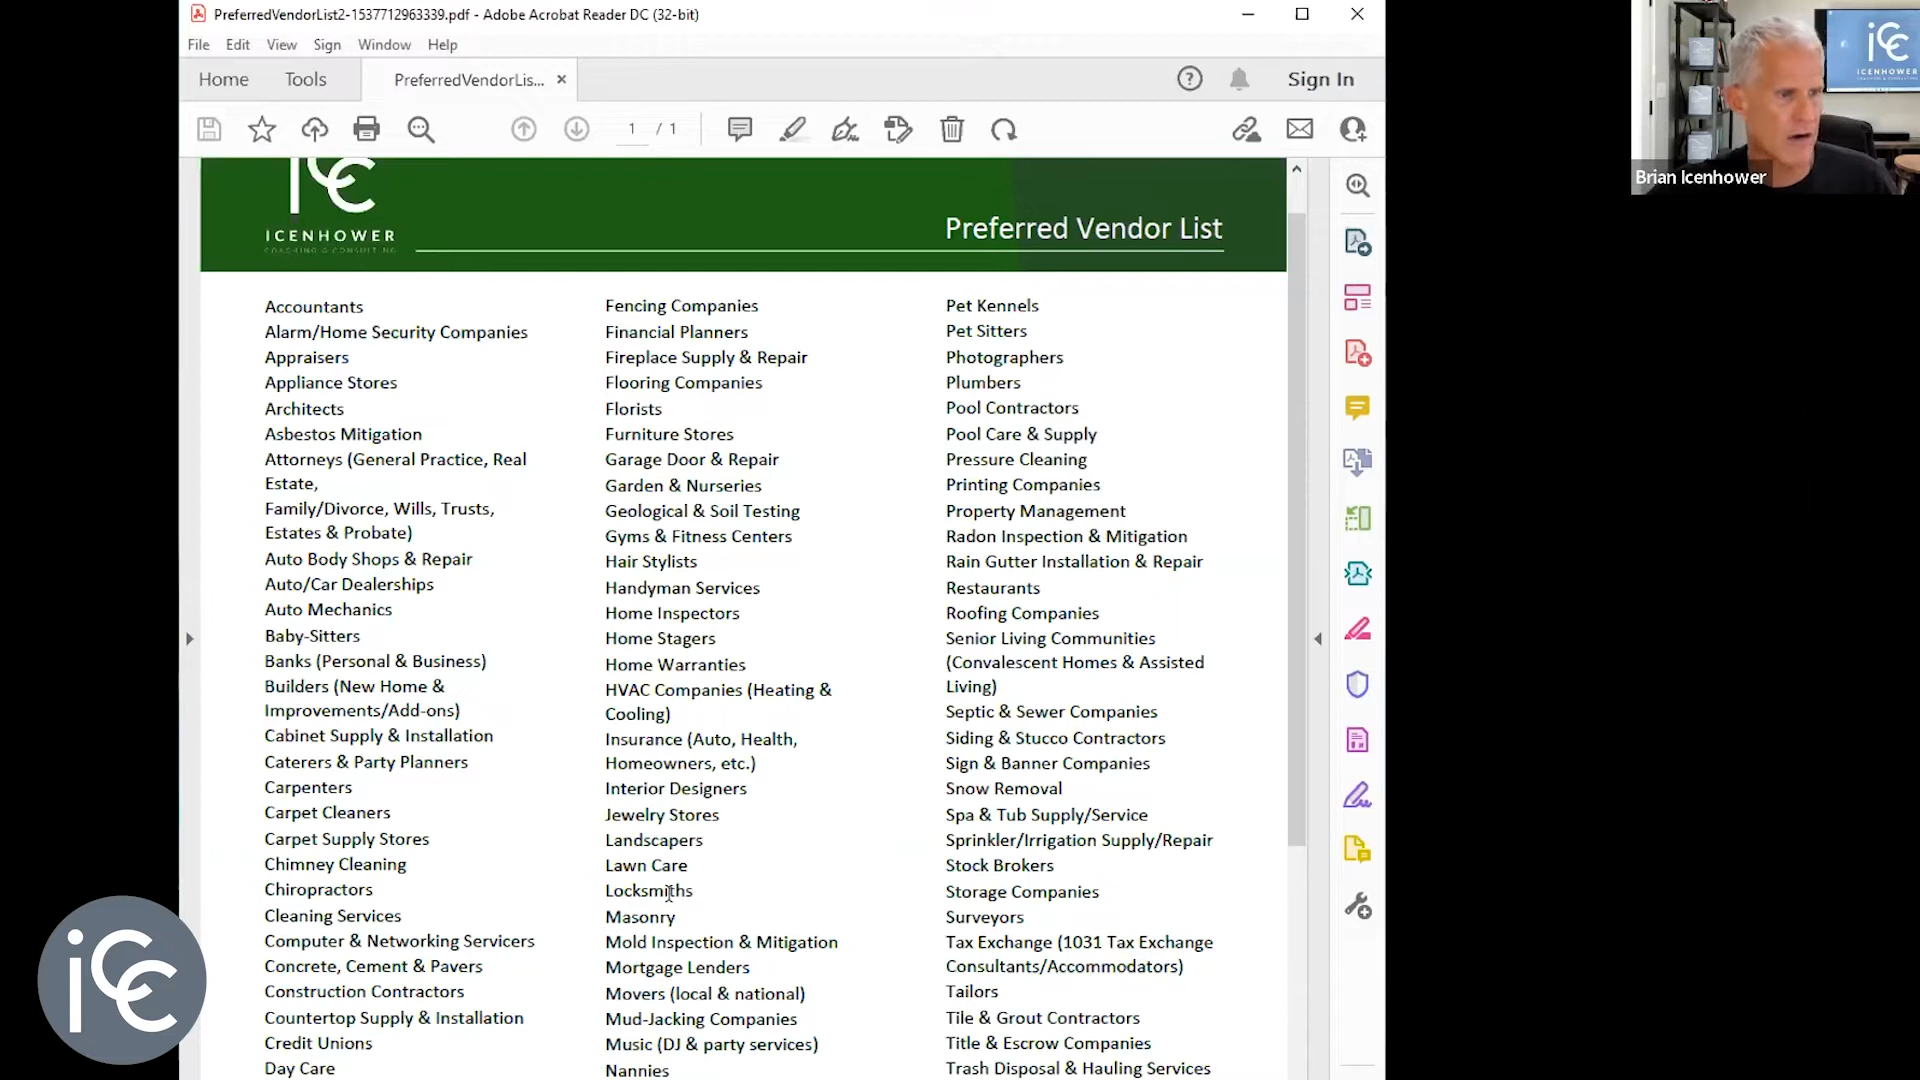 PreferredVendorList2-1537712963339.pdf - Adobe Acrobat Reader DC (32-bit)
File Edit View Sign Window Help
Home Tools PreferredVendorLis... × Sign In
1 / 1
ICC
ICENHOWER
COACHING & CONSULTING
Preferred Vendor List
Accountants
Alarm/Home Security Companies
Appraisers
Appliance Stores
Architects
Asbestos Mitigation
Attorneys (General Practice, Real
Estate,
Family/Divorce, Wills, Trusts,
Estates & Probate)
Auto Body Shops & Repair
Auto/Car Dealerships
Auto Mechanics
Baby-Sitters
Banks (Personal & Business)
Builders (New Home &
Improvements/Add-ons)
Cabinet Supply & Installation
Caterers & Party Planners
Carpenters
Carpet Cleaners
Carpet Supply Stores
Chimney Cleaning
Chiropractors
Cleaning Services
Computer & Networking Servicers
Concrete, Cement & Pavers
Construction Contractors
Countertop Supply & Installation
Credit Unions
Day Care
Fencing Companies
Financial Planners
Fireplace Supply & Repair
Flooring Companies
Florists
Furniture Stores
Garage Door & Repair
Garden & Nurseries
Geological & Soil Testing
Gyms & Fitness Centers
Hair Stylists
Handyman Services
Home Inspectors
Home Stagers
Home Warranties
HVAC Companies (Heating &
Cooling)
Insurance (Auto, Health,
Homeowners, etc.)
Interior Designers
Jewelry Stores
Landscapers
Lawn Care
Locksmiths
Masonry
Mold Inspection & Mitigation
Mortgage Lenders
Movers (local & national)
Mud-Jacking Companies
Music (DJ & party services)
Nannies
Pet Kennels
Pet Sitters
Photographers
Plumbers
Pool Contractors
Pool Care & Supply
Pressure Cleaning
Printing Companies
Property Management
Radon Inspection & Mitigation
Rain Gutter Installation & Repair
Restaurants
Roofing Companies
Senior Living Communities
(Convalescent Homes & Assisted
Living)
Septic & Sewer Companies
Siding & Stucco Contractors
Sign & Banner Companies
Snow Removal
Spa & Tub Supply/Service
Sprinkler/Irrigation Supply/Repair
Stock Brokers
Storage Companies
Surveyors
Tax Exchange (1031 Tax Exchange
Consultants/Accommodators)
Tailors
Tile & Grout Contractors
Title & Escrow Companies
Trash Disposal & Hauling Services
iCC
ICENHOWER
Brian Icenhower
iCC